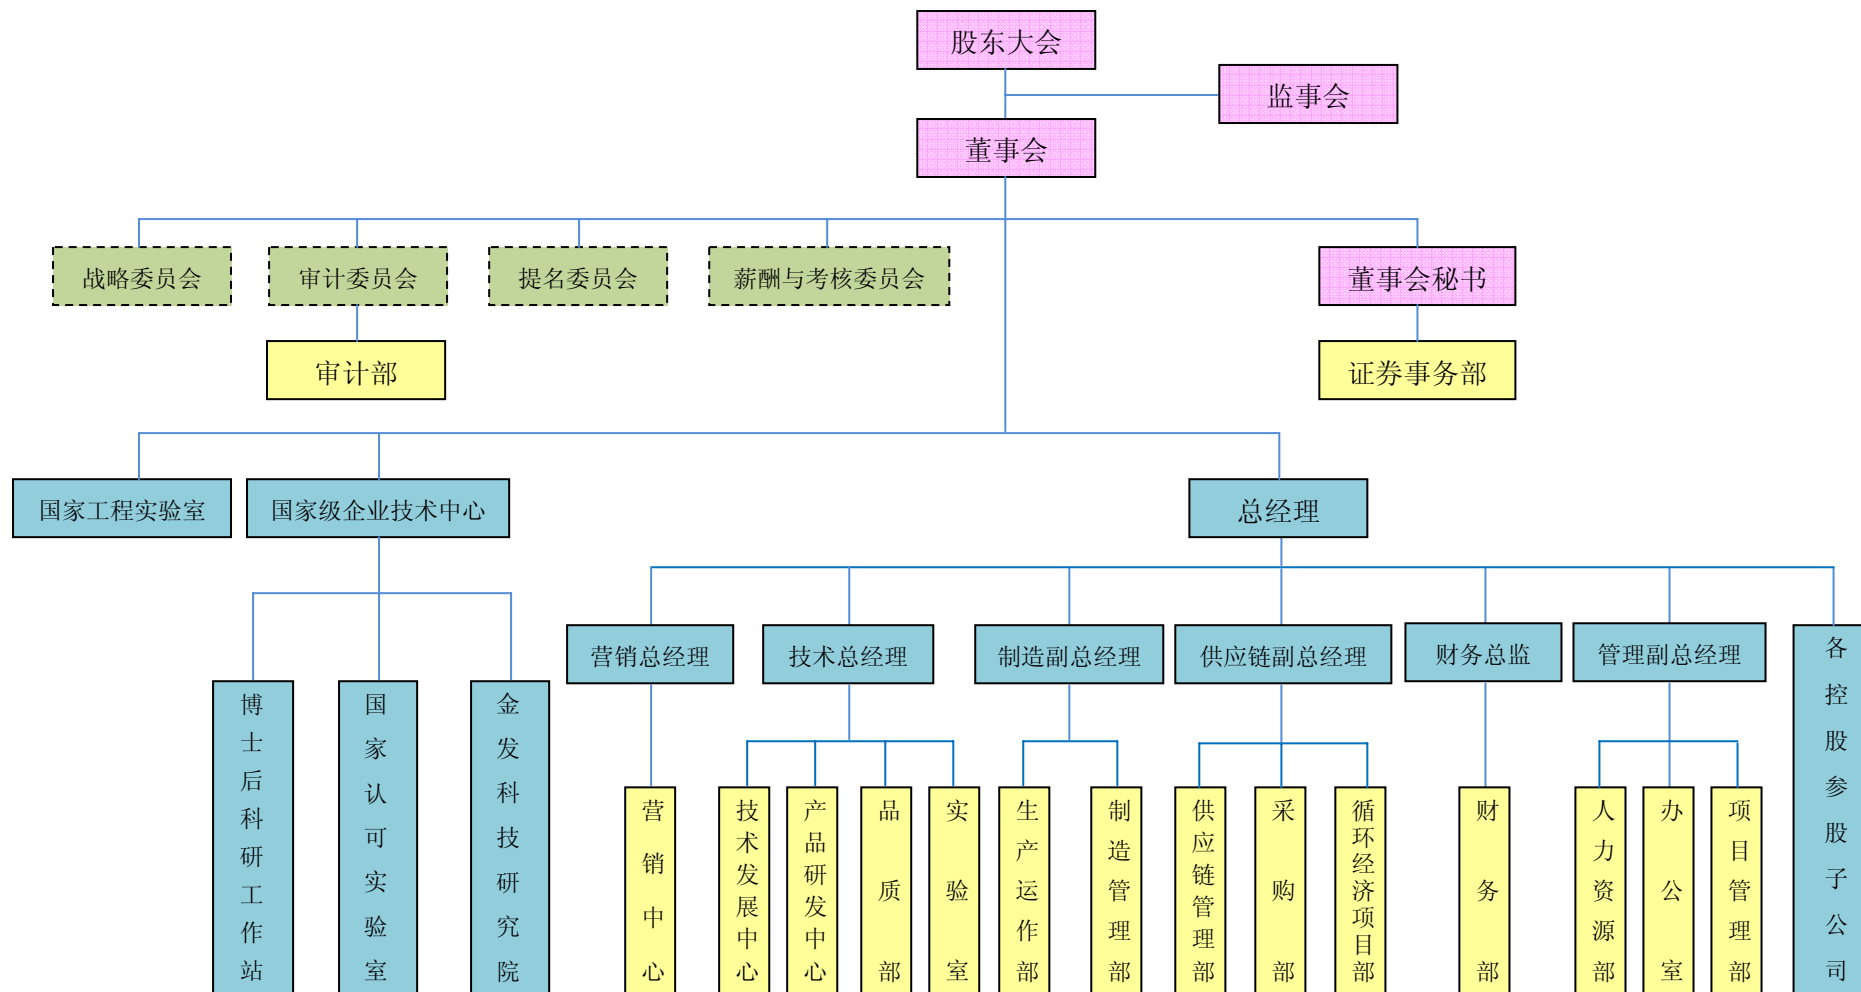 股东大会
监事会
董事会
战略委员会
审计委员会
提名委员会
薪酬与考核委员会
董事会秘书
审计部
证券事务部
国家工程实验室
国家级企业技术中心
总经理
营销总经理
技术总经理
制造副总经理
供应链副总经理
财务总监
管理副总经理
各控股参股子公司
博士后科研工作站
国家认可实验室
金发科技研究院
营销中心
技术发展中心
产品研发中心
品质部
实验室
生产运作部
制造管理部
供应链管理部
采购部
循环经济项目部
财务部
人力资源部
办公室
项目管理部